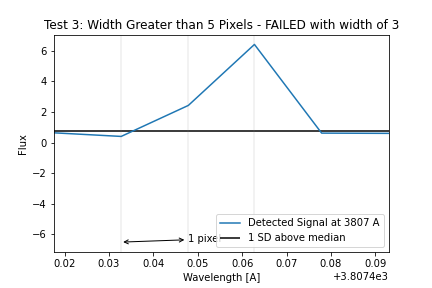 Test 3: Width Greater than 5 Pixels - FAILED with width of 3
6
4
2
0
−2
−4
−6
Flux
1 pixe
Detected Signal at 3807 A
1 SD above median
0.02 0.03 0.04 0.05 0.06 0.07 0.08 0.09
Wavelength [A]
+3.8074e3